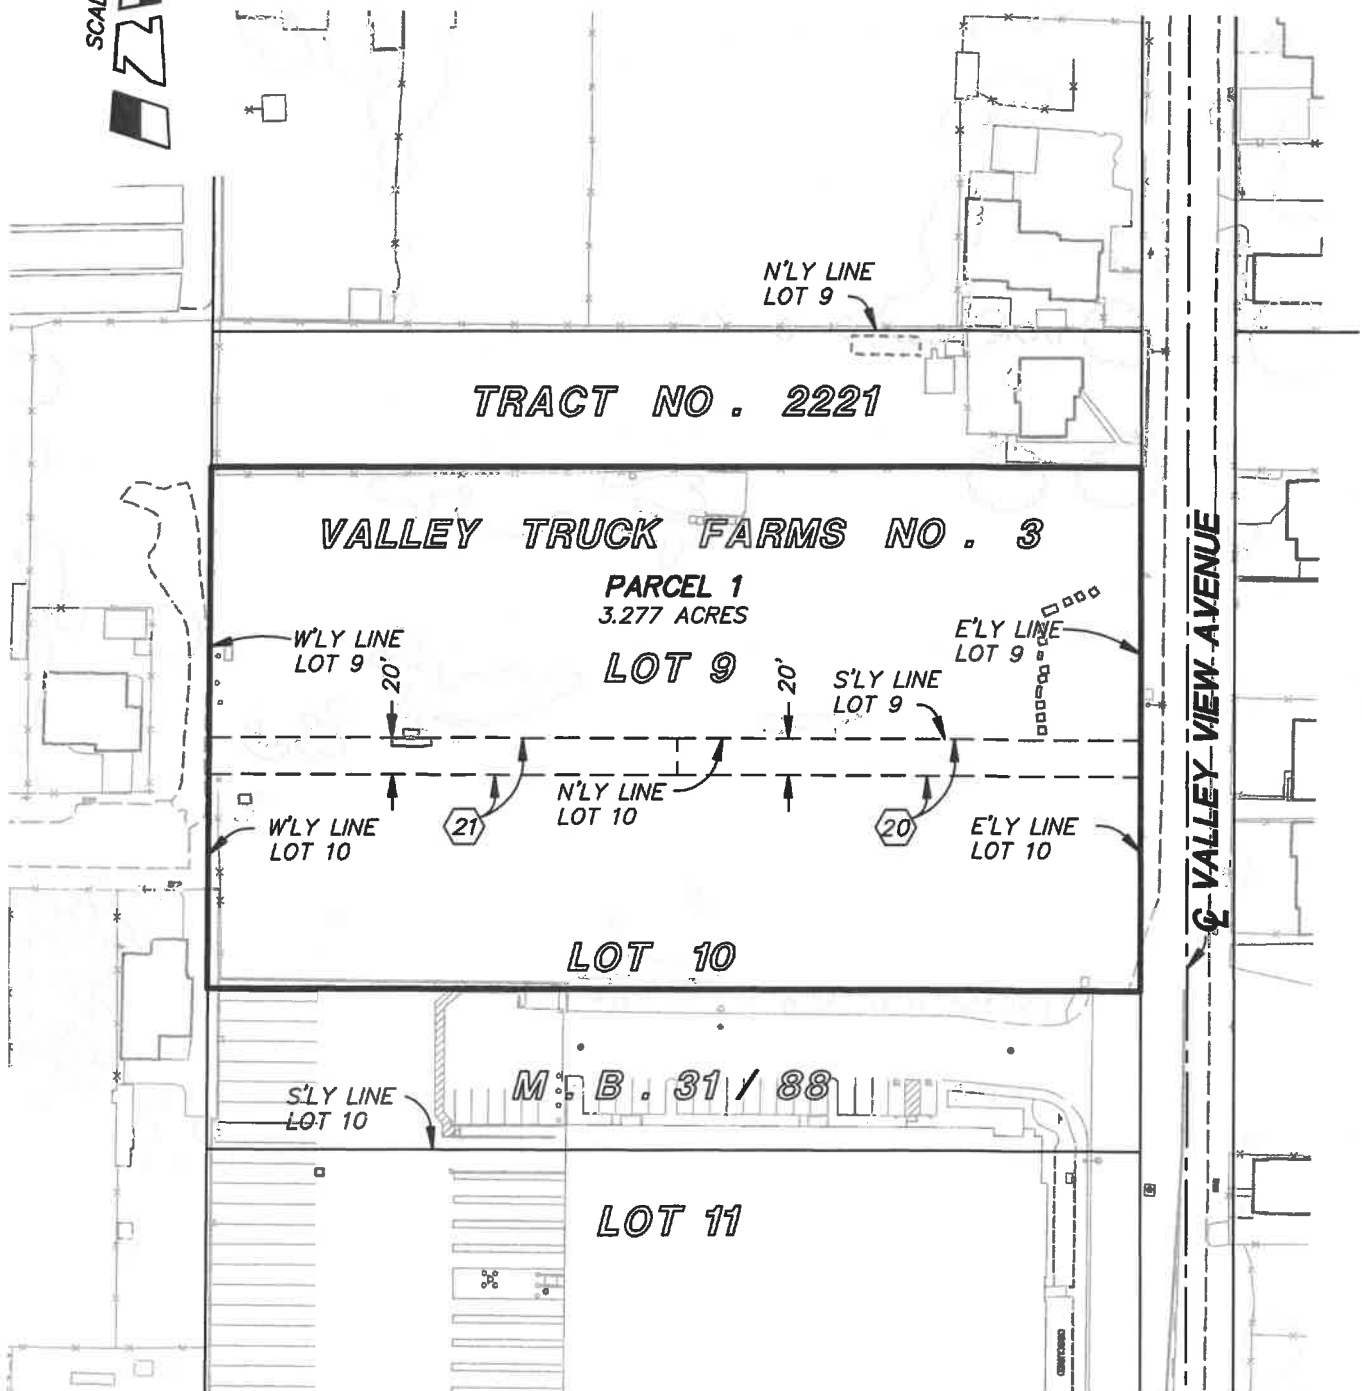 SCAL
N'LY LINE
LOT 9
TRACT NO. 2221
VALLEY TRUCK FARMS NO. 3
PARCEL 1
3.277 ACRES
W'LY LINE
LOT 9
20'
LOT 9
20'
S'LY LINE
LOT 9
E'LY LINE
LOT 9
N'LY LINE
LOT 10
21
20
W'LY LINE
LOT 10
E'LY LINE
LOT 10
℄ VALLEY VIEW AVENUE
LOT 10
M.B. 31/88
S'LY LINE
LOT 10
LOT 11
OBSCURED